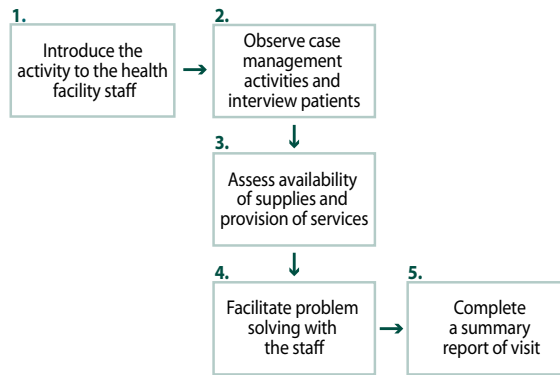 1.
Introduce the
activity to the health
facility staff
2.
Observe case
management
activities and
interview patients
3.
Assess availability
of supplies and
provision of services
4.
Facilitate problem
solving with
the staff
5.
Complete
a summary
report of visit